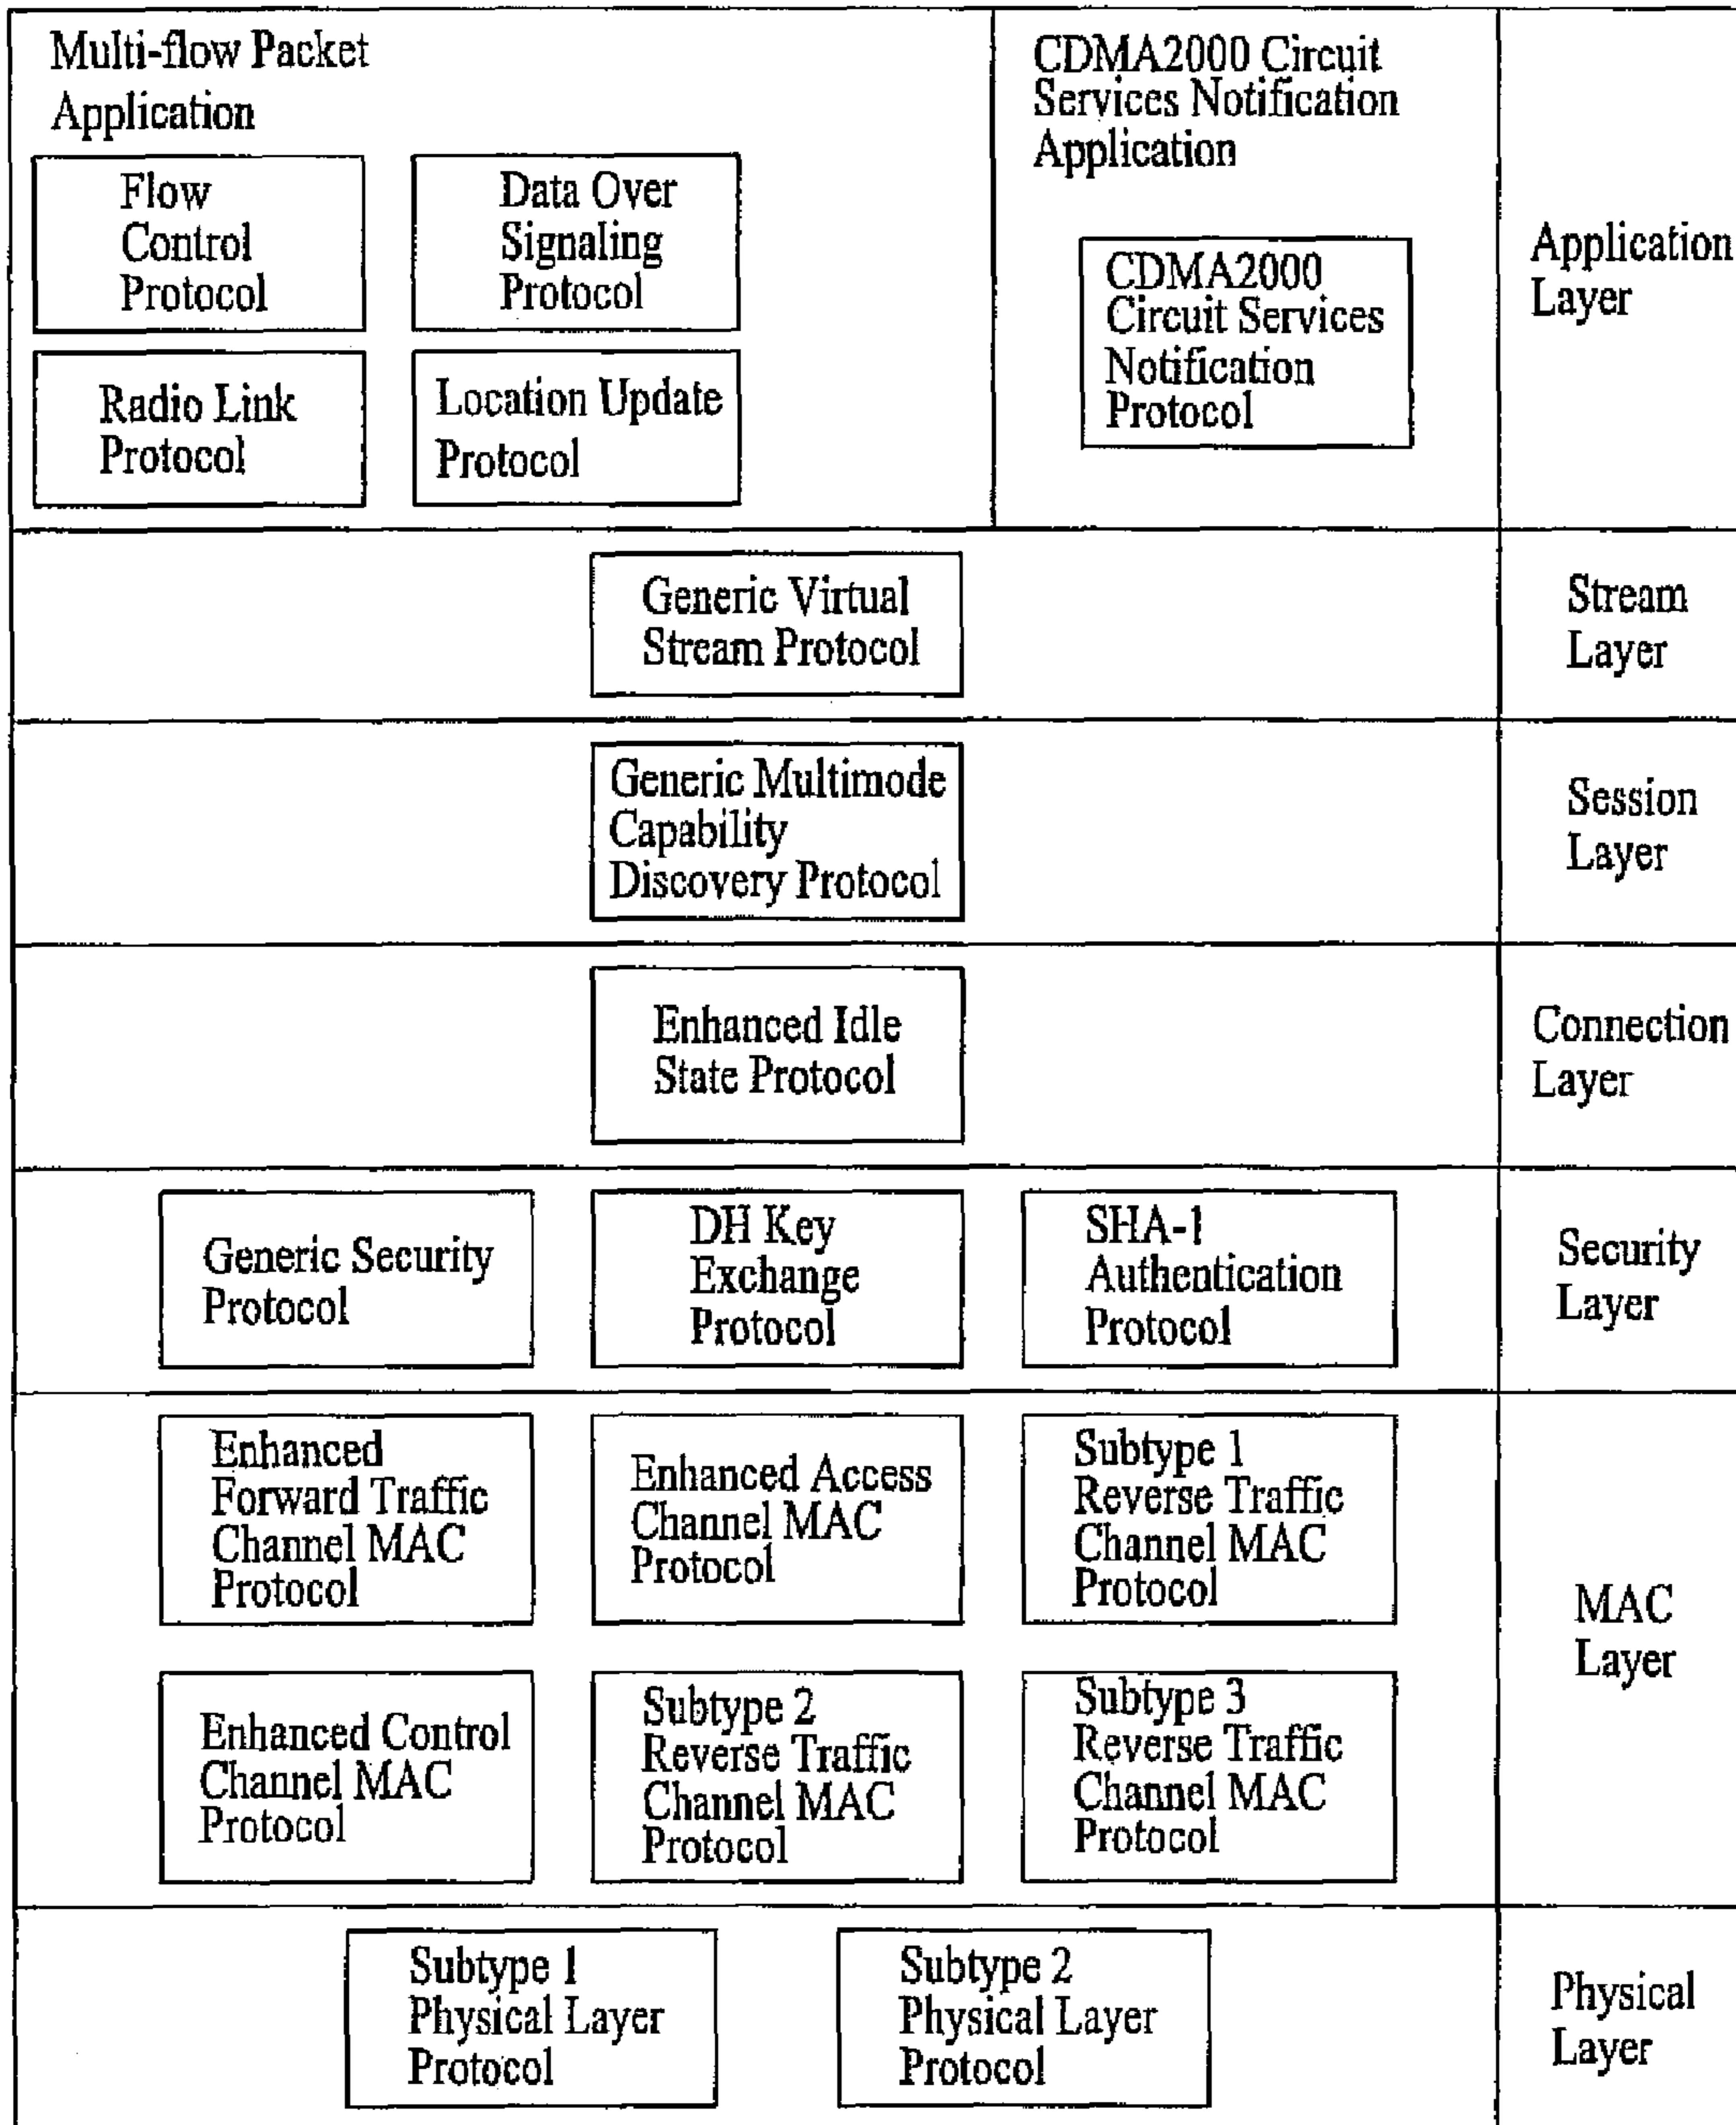 Multi-flow Packet
Application
Flow
Control
Protocol
Data Over
Signaling
Protocol
Radio Link
Protocol
Location Update
Protocol
CDMA2000 Circuit
Services Notification
Application
CDMA2000
Circuit Services
Notification
Protocol
Application
Layer
Generic Virtual
Stream Protocol
Stream
Layer
Generic Multimode
Capability
Discovery Protocol
Session
Layer
Enhanced Idle
State Protocol
Connection
Layer
Generic Security
Protocol
DH Key
Exchange
Protocol
SHA-1
Authentication
Protocol
Security
Layer
Enhanced
Forward Traffic
Channel MAC
Protocol
Enhanced Access
Channel MAC
Protocol
Subtype 1
Reverse Traffic
Channel MAC
Protocol
Enhanced Control
Channel MAC
Protocol
Subtype 2
Reverse Traffic
Channel MAC
Protocol
Subtype 3
Reverse Traffic
Channel MAC
Protocol
MAC
Layer
Subtype 1
Physical Layer
Protocol
Subtype 2
Physical Layer
Protocol
Physical
Layer